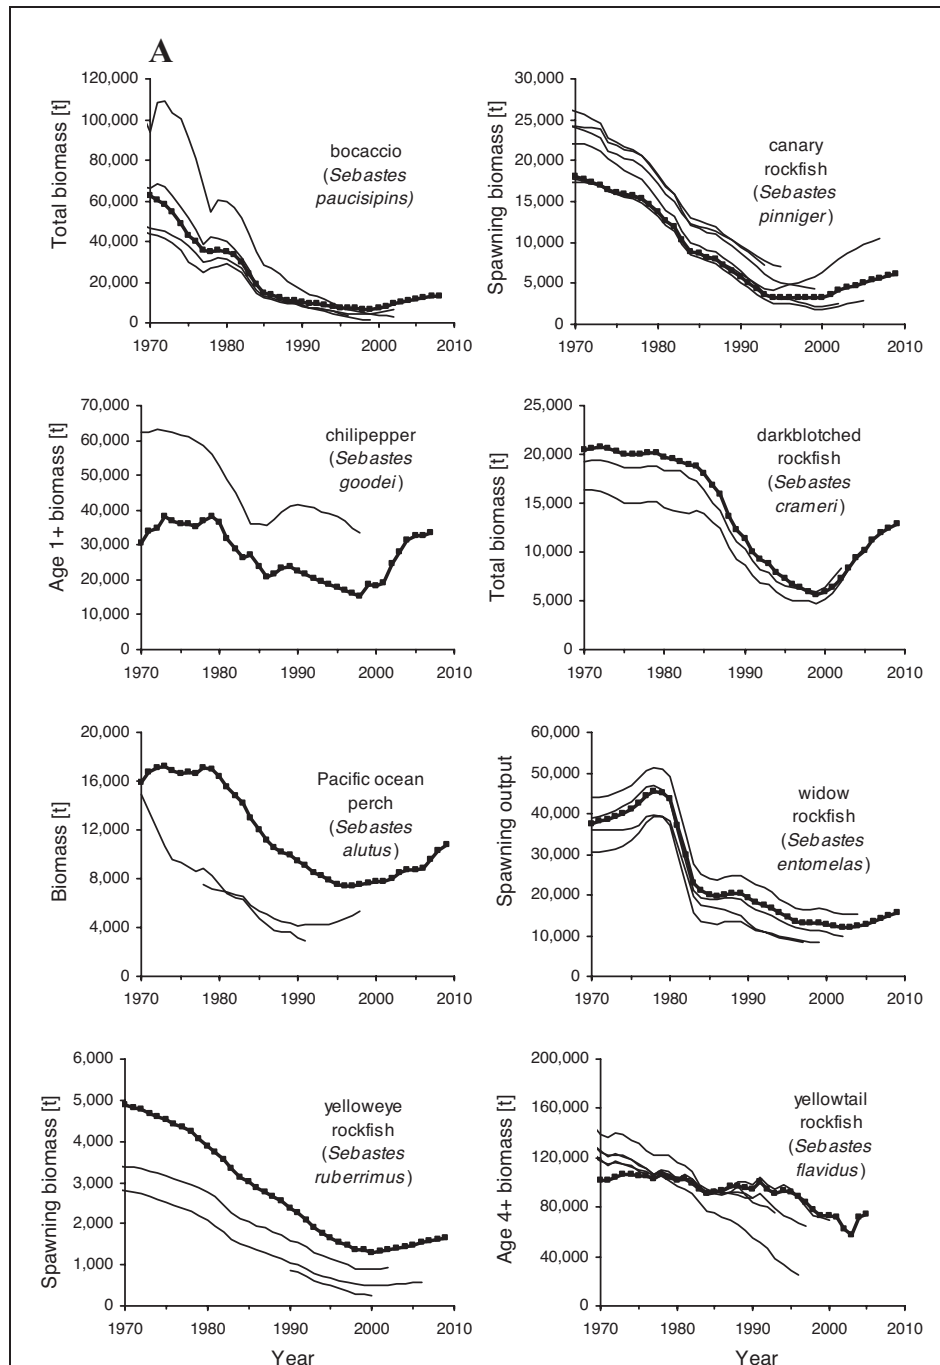 A
120,000
100,000
80,000
60,000
40,000
20,000
0
1970 1980 1990 2000 2010
Total biomass [t]
bocaccio
(Sebastes
paucisipins)
30,000
25,000
20,000
15,000
10,000
5,000
0
1970 1980 1990 2000 2010
Spawning biomass [t]
canary
rockfish
(Sebastes
pinniger)
70,000
60,000
50,000
40,000
30,000
20,000
10,000
0
1970 1980 1990 2000 2010
Age 1+ biomass [t]
chilipepper
(Sebastes
goodei)
25,000
20,000
15,000
10,000
5,000
0
1970 1980 1990 2000 2010
Total biomass [t]
darkblotched
rockfish
(Sebastes
crameri)
20,000
16,000
12,000
8,000
4,000
0
1970 1980 1990 2000 2010
Biomass [t]
Pacific ocean
perch
(Sebastes
alutus)
60,000
50,000
40,000
30,000
20,000
10,000
0
1970 1980 1990 2000 2010
Spawning output
widow
rockfish
(Sebastes
entomelas)
6,000
5,000
4,000
3,000
2,000
1,000
0
1970 1980 1990 2000 2010
Spawning biomass [t]
yelloweye
rockfish
(Sebastes
ruberrimus)
Year
200,000
160,000
120,000
80,000
40,000
0
1970 1980 1990 2000 2010
Age 4+ biomass [t]
yellowtail
rockfish
(Sebastes
flavidus)
Year